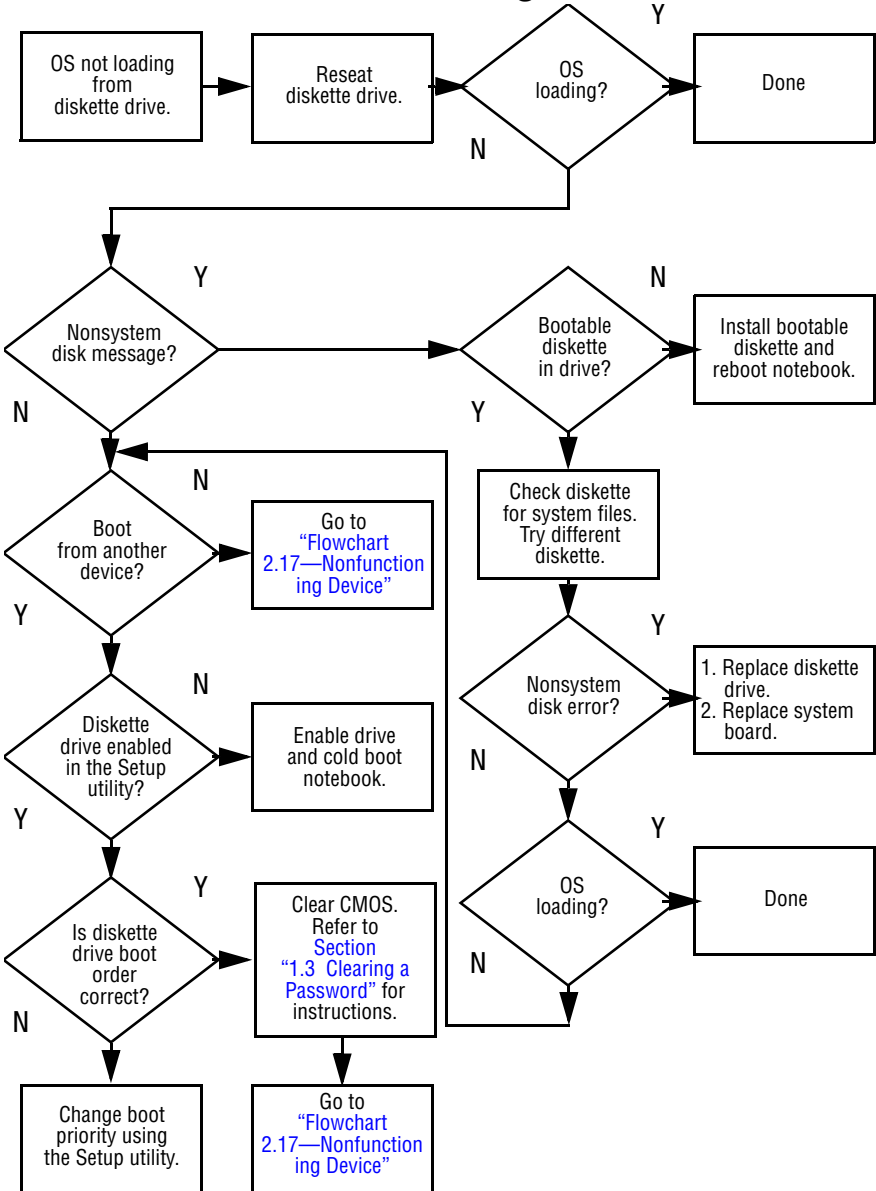 OS not loading
from
diskette drive.
Reseat
diskette drive.
OS
loading?
Y
N
Done
Nonsystem
disk message?
Y
N
Bootable
diskette
in drive?
N
Y
Install bootable
diskette and
reboot notebook.
Check diskette
for system files.
Try different
diskette.
Boot
from another
device?
N
Y
Go to
“Flowchart
2.17—Nonfunction
ing Device”
Nonsystem
disk error?
Y
N
1. Replace diskette
drive.
2. Replace system
board.
Diskette
drive enabled
in the Setup
utility?
N
Y
Enable drive
and cold boot
notebook.
OS
loading?
Y
N
Done
Is diskette
drive boot
order
correct?
Y
N
Clear CMOS.
Refer to
Section
“1.3 Clearing a
Password” for
instructions.
Change boot
priority using
the Setup utility.
Go to
“Flowchart
2.17—Nonfunction
ing Device”